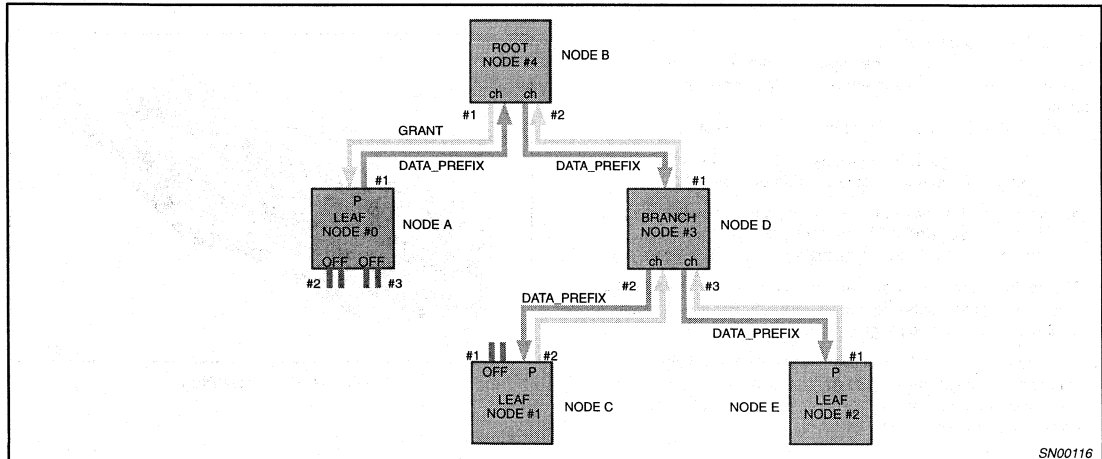 ROOT
NODE #4
NODE B
ch ch
#1 #2
GRANT
DATA_PREFIX
DATA_PREFIX
#1
#1
P
LEAF
NODE #0
NODE A
OFF OFF
#2 #3
BRANCH
NODE #3
NODE D
ch ch
#2 #3
DATA_PREFIX
DATA_PREFIX
#1 #2
OFF P
LEAF
NODE #1
NODE C
#1
P
LEAF
NODE #2
NODE E
SN00116